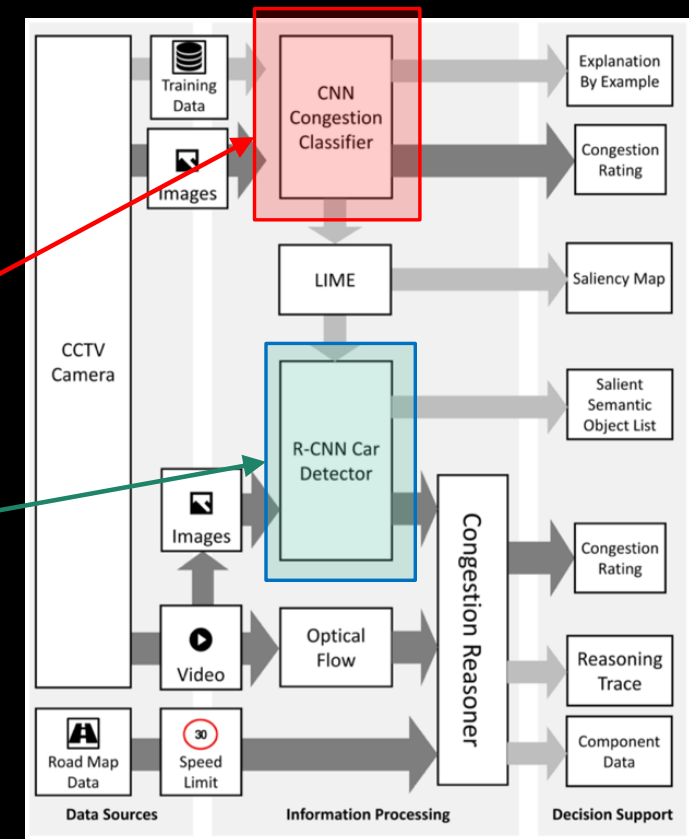 Training
Data
CNN
Congestion
Classifier
Explanation
By Example
Images
Congestion
Rating
LIME
Saliency Map
CCTV
Camera
Salient
Semantic
Object List
R-CNN Car
Detector
Images
Congestion Reasoner
Congestion
Rating
Video
Optical
Flow
Reasoning
Trace
Road Map
Data
30
Speed
Limit
Component
Data
Data Sources
Information Processing
Decision Support